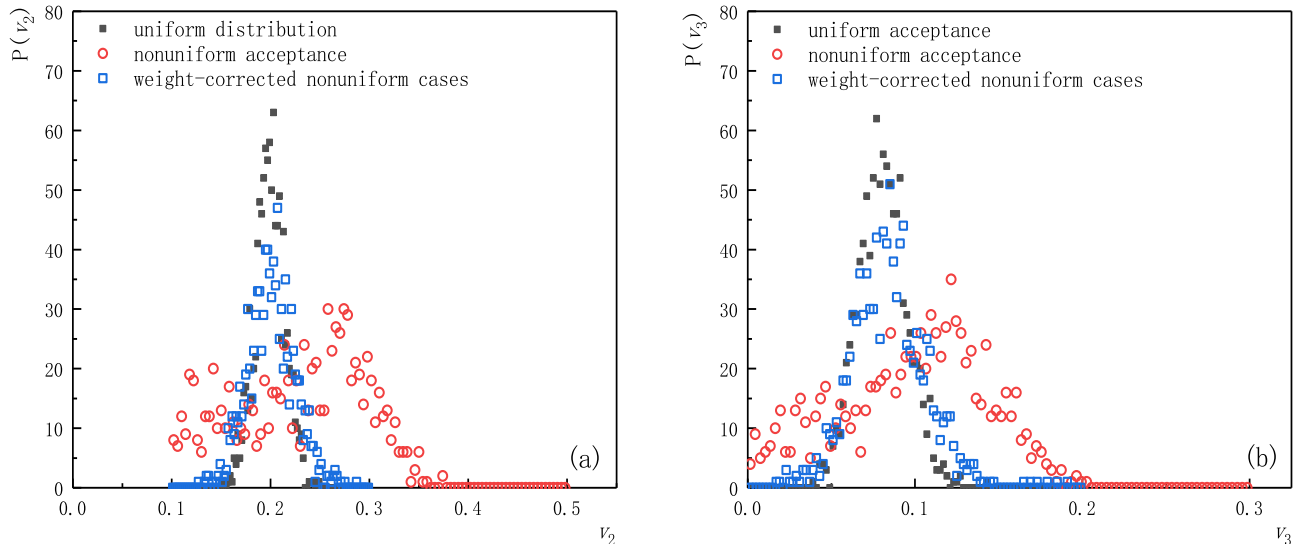 P(v₂)
80
70
60
50
40
30
20
10
0
uniform distribution
nonuniform acceptance
weight-corrected nonuniform cases
(a)
0.0 0.1 0.2 0.3 0.4 0.5
v₂
P(v₃)
80
70
60
50
40
30
20
10
0
uniform acceptance
nonuniform acceptance
weight-corrected nonuniform cases
(b)
0.0 0.1 0.2 0.3
v₃